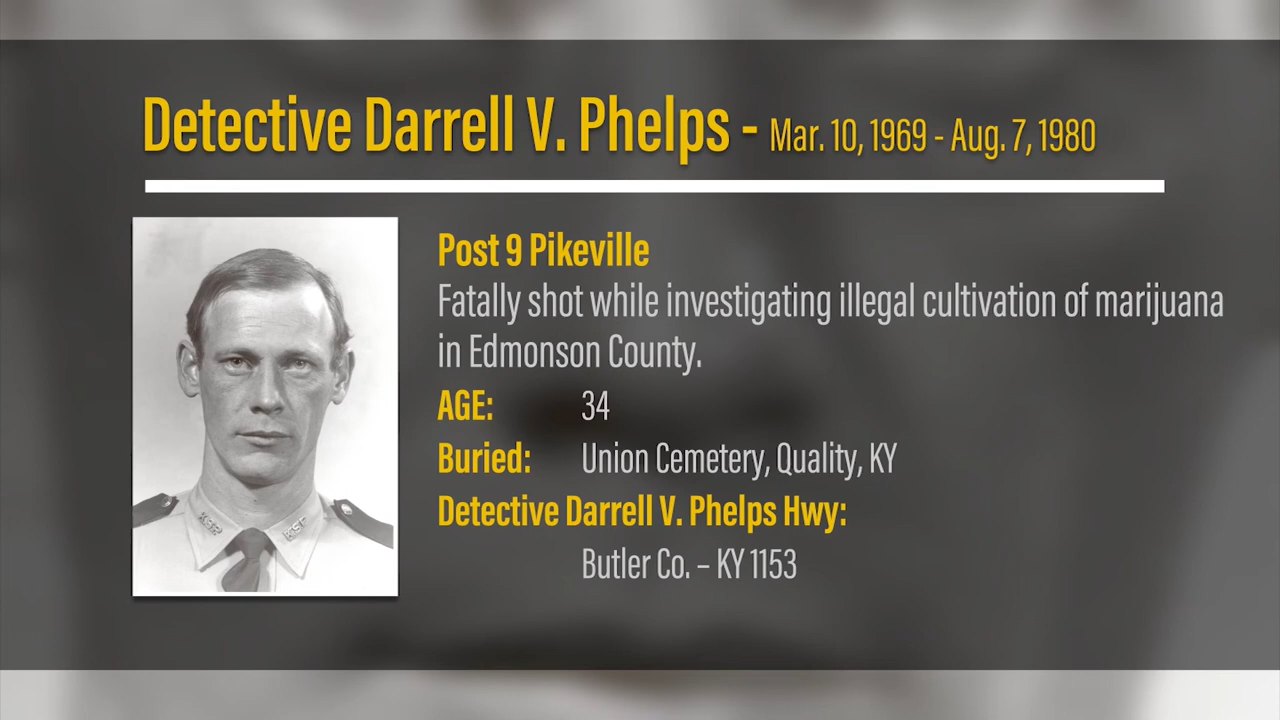 Detective Darrell V. Phelps - Mar. 10, 1969 - Aug. 7, 1980
Post 9 Pikeville
Fatally shot while investigating illegal cultivation of marijuana
in Edmonson County.
AGE: 34
Buried: Union Cemetery, Quality, KY
Detective Darrell V. Phelps Hwy:
Butler Co. – KY 1153
KSP KSP